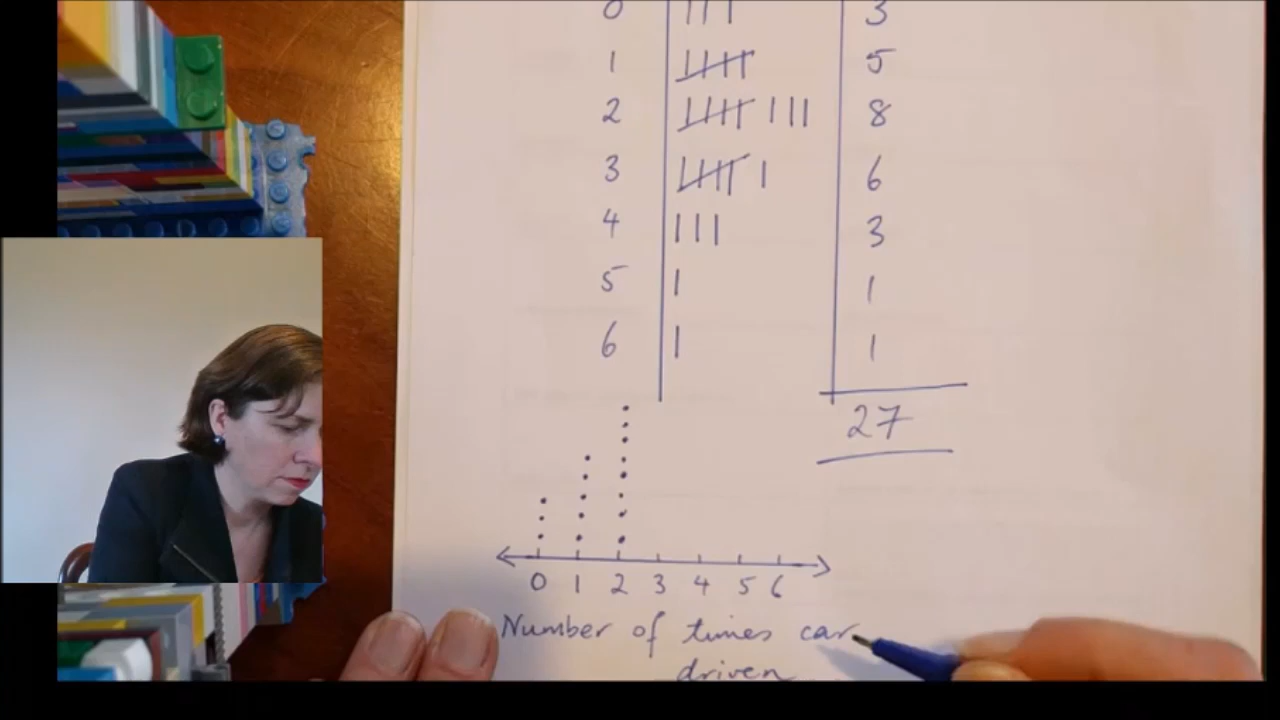 0 ||| 3
1 |||| 5
2 |||| ||| 8
3 |||| | 6
4 ||| 3
5 | 1
6 | 1
27
0 1 2 3 4 5 6
Number of times car
driven